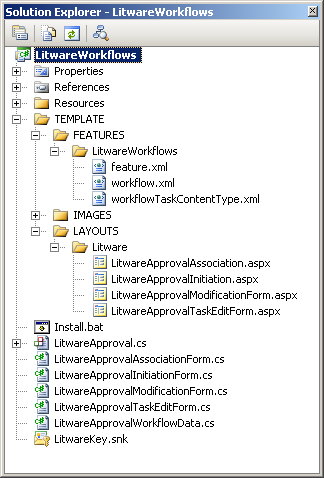 Solution Explorer - LitwareWorkflows
LitwareWorkflows
Properties
References
Resources
TEMPLATE
FEATURES
LitwareWorkflows
feature.xml
workflow.xml
workflowTaskContentType.xml
IMAGES
LAYOUTS
Litware
LitwareApprovalAssociation.aspx
LitwareApprovalInitiation.aspx
LitwareApprovalModificationForm.aspx
LitwareApprovalTaskEditForm.aspx
Install.bat
LitwareApproval.cs
LitwareApprovalAssociationForm.cs
LitwareApprovalInitiationForm.cs
LitwareApprovalModificationForm.cs
LitwareApprovalTaskEditForm.cs
LitwareApprovalWorkflowData.cs
LitwareKey.snk